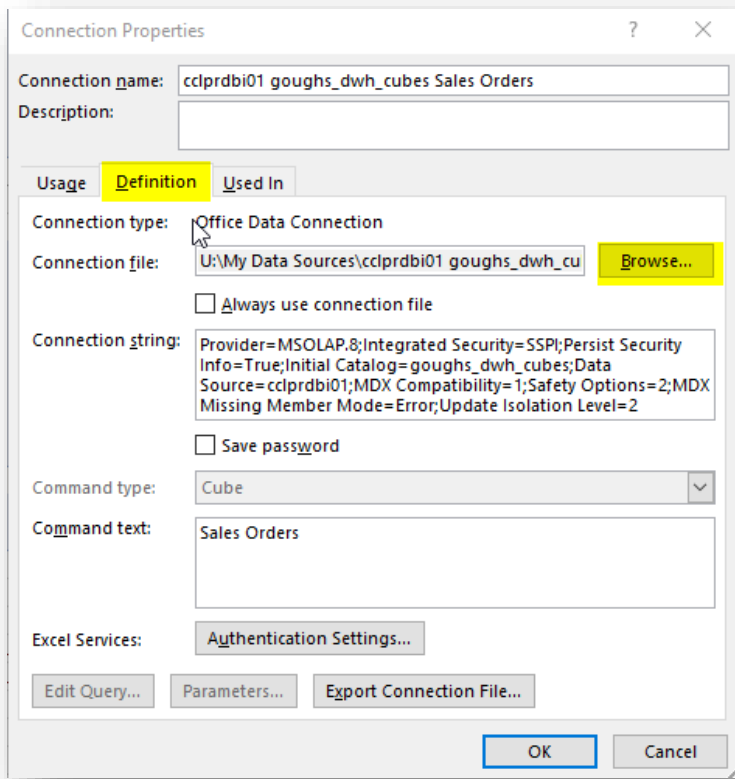 Connection Properties
? ×
Connection name: cclprdbi01 goughs_dwh_cubes Sales Orders
Description:
Usage Definition Used In
Connection type: Office Data Connection
Connection file: U:\My Data Sources\cclprdbi01 goughs_dwh_cu Browse...
Always use connection file
Connection string: Provider=MSOLAP.8;Integrated Security=SSPI;Persist Security
Info=True;Initial Catalog=goughs_dwh_cubes;Data
Source=cclprdbi01;MDX Compatibility=1;Safety Options=2;MDX
Missing Member Mode=Error;Update Isolation Level=2
Save password
Command type: Cube
Command text: Sales Orders
Excel Services: Authentication Settings...
Edit Query... Parameters... Export Connection File...
OK Cancel